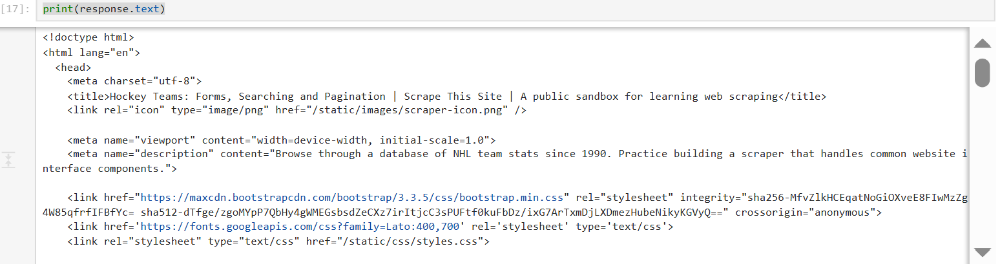 [17]: print(response.text)
<!doctype html>
<html lang="en">
  <head>
    <meta charset="utf-8">
    <title>Hockey Teams: Forms, Searching and Pagination | Scrape This Site | A public sandbox for learning web scraping</title>
    <link rel="icon" type="image/png" href="/static/images/scraper-icon.png" />

    <meta name="viewport" content="width=device-width, initial-scale=1.0">
    <meta name="description" content="Browse through a database of NHL team stats since 1990. Practice building a scraper that handles common website i
nterface components.">

    <link href="https://maxcdn.bootstrapcdn.com/bootstrap/3.3.5/css/bootstrap.min.css" rel="stylesheet" integrity="sha256-MfvZlkHCEqatNoGiOXveE8FIwMzZg
4W85qfrfIFBfYc= sha512-dTfge/zgoMYpP7QbHy4gWMEGsbsdZeCXz7irItjcC3sPUFtf0kuFbDz/ixG7ArTxmDjLXDmezHubeNikyKGVyQ==" crossorigin="anonymous">
    <link href='https://fonts.googleapis.com/css?family=Lato:400,700' rel='stylesheet' type='text/css'>
    <link rel="stylesheet" type="text/css" href="/static/css/styles.css">